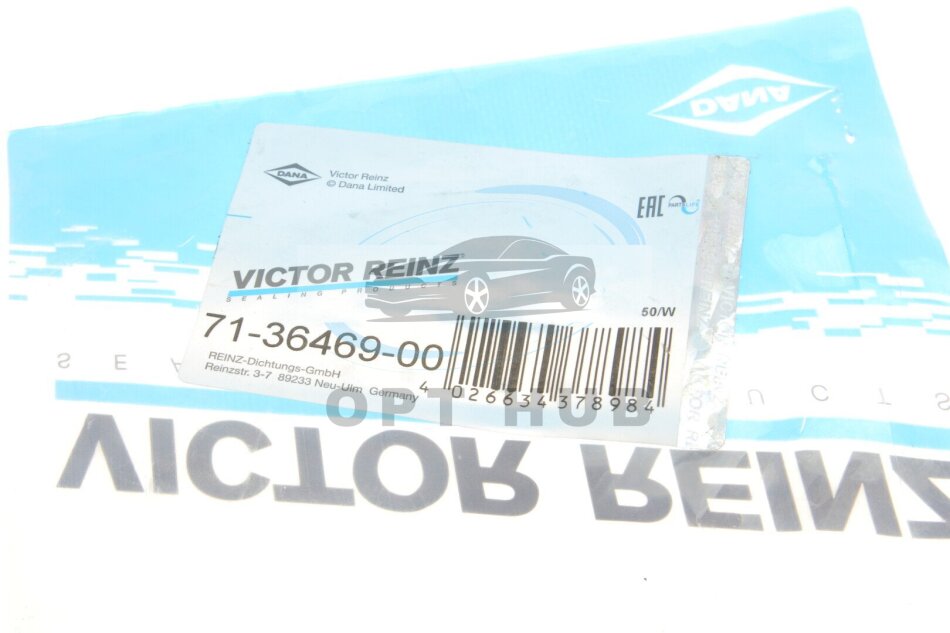 DANA
DANA
Victor Reinz
© Dana Limited
EAC
PARTSLIFE
VICTOR REINZ®
SEALING PRODUCTS
50/W
71-36469-00
REINZ-Dichtungs-GmbH
Reinzstr. 3-7 89233 Neu-Ulm Germany
4 026634 378984
OPT HUB
VICTOR REINZ